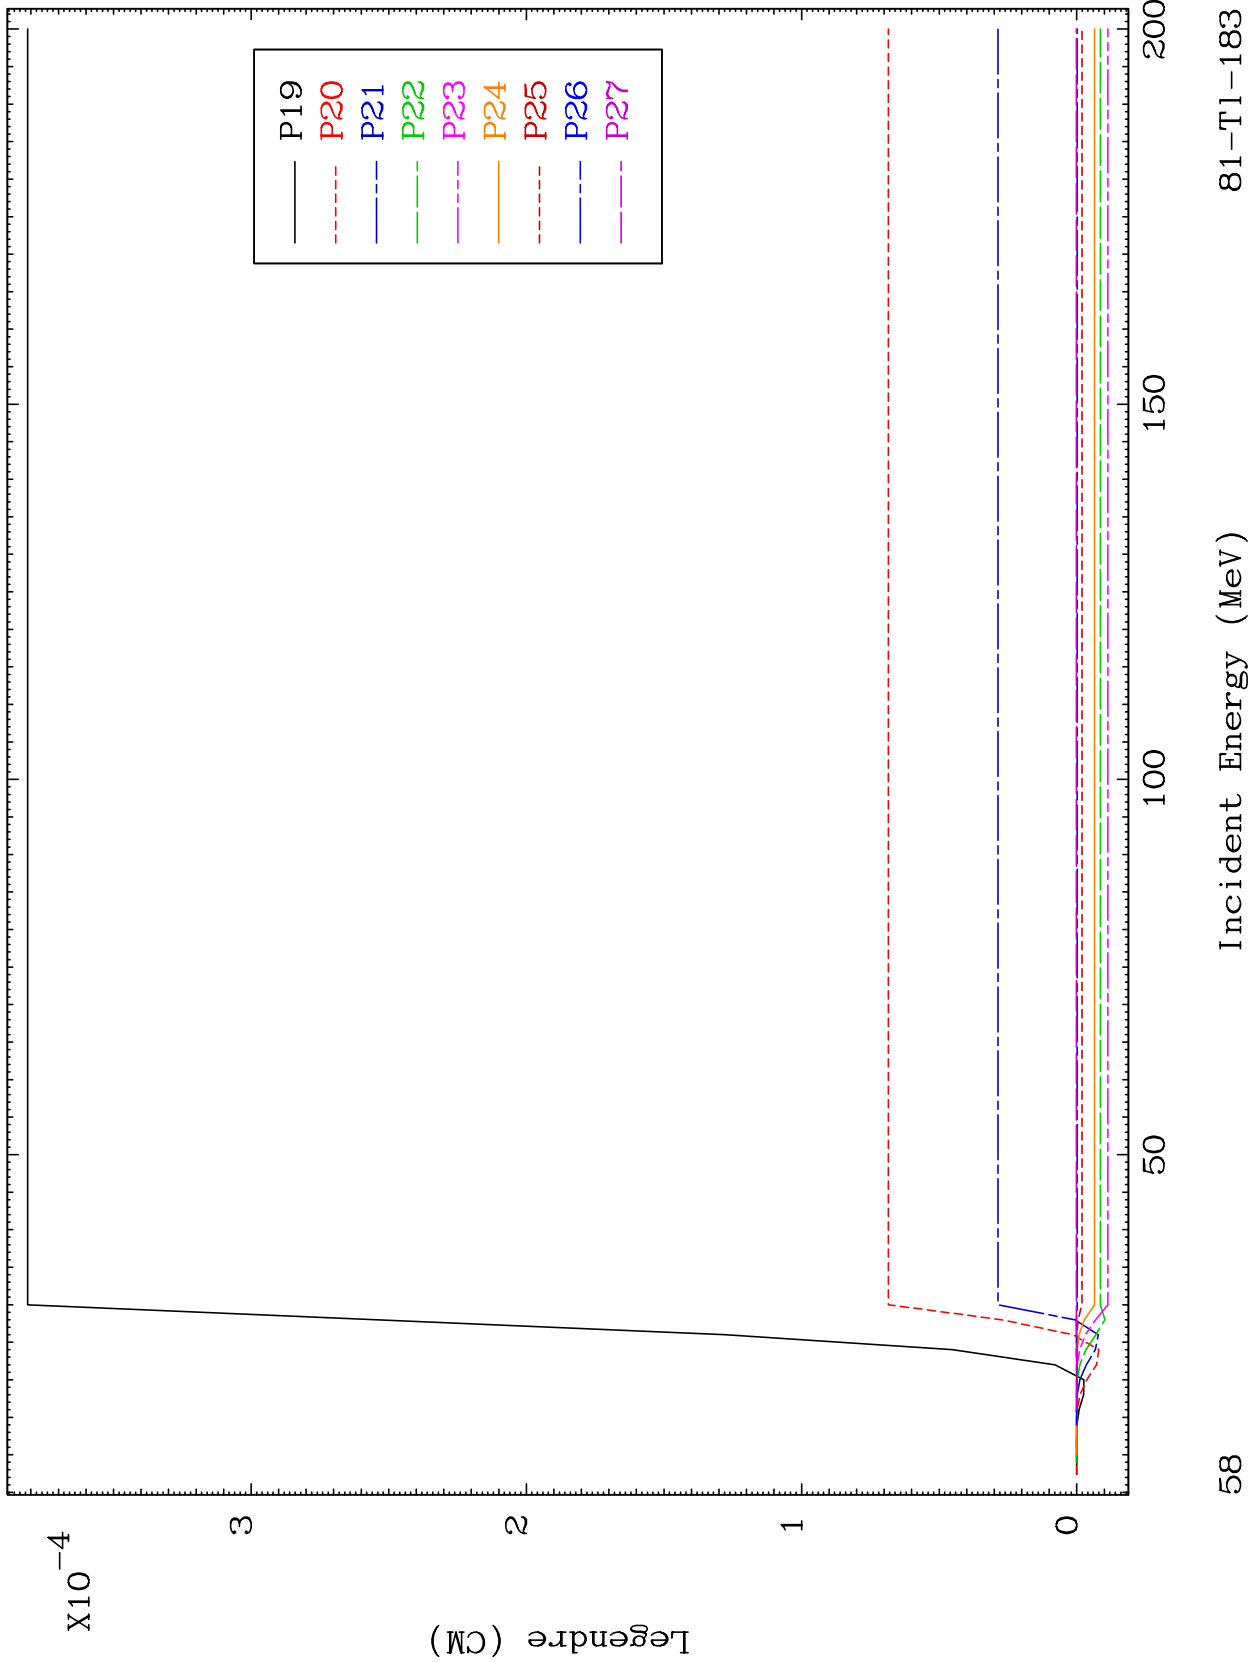 X10^-4
Legendre (CM)
3
2
1
0
P19
P20
P21
P22
P23
P24
P25
P26
P27
50
100
150
200
58
Incident Energy (MeV)
81-Tl-183